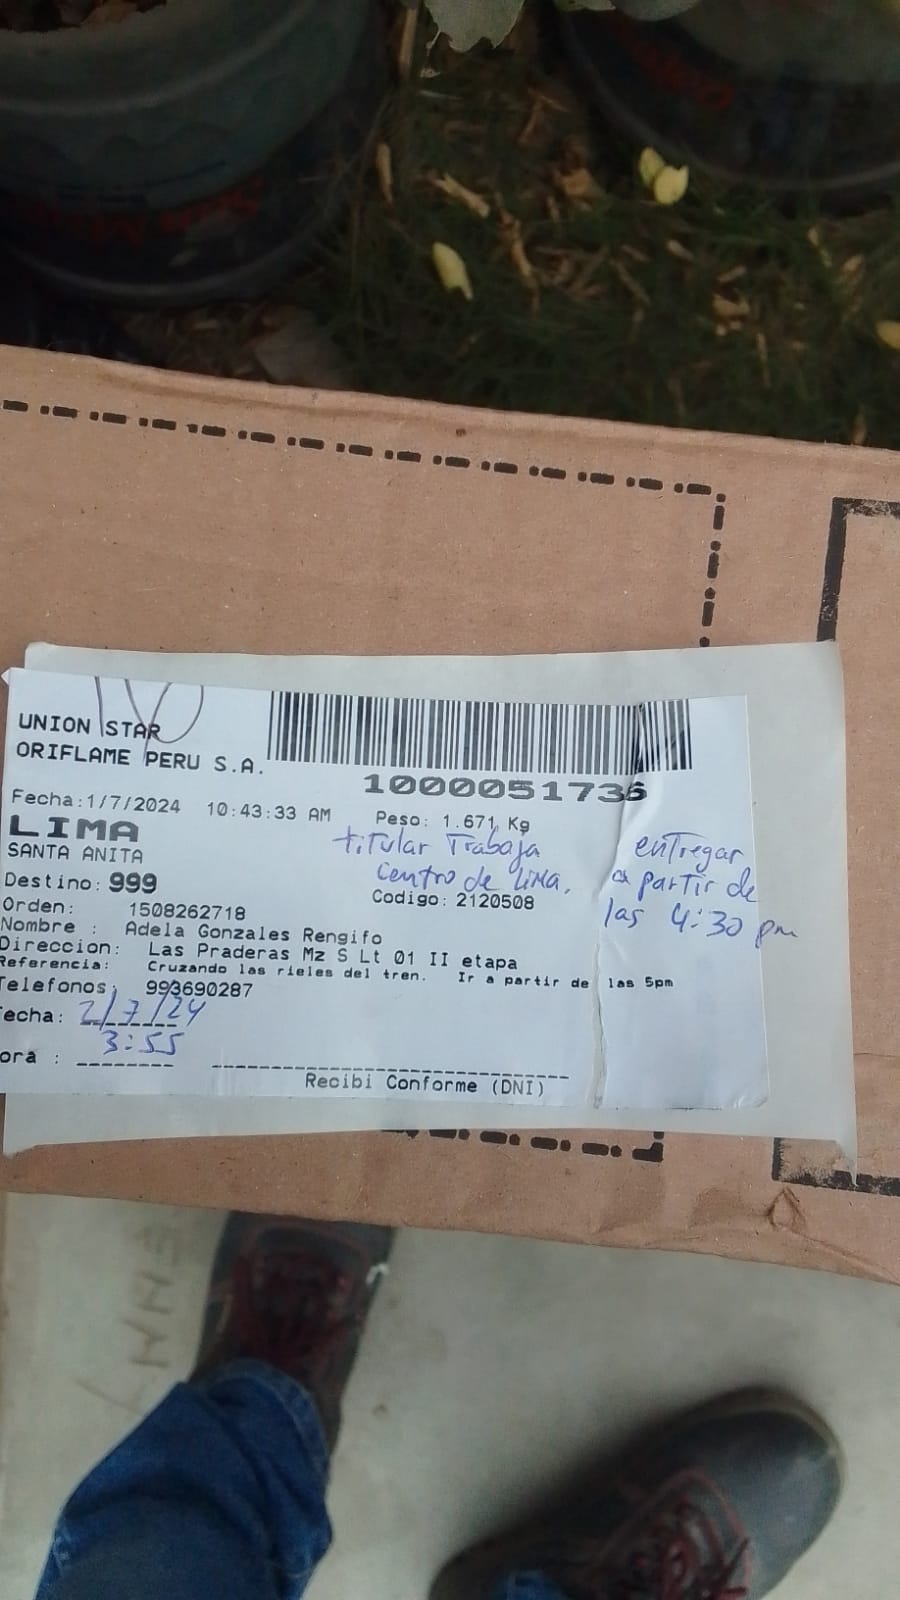 UNION STAR
ORIFLAME PERU S.A.
1000051736
Fecha:1/7/2024 10:43:33 AM
Peso: 1.671 Kg
LIMA
SANTA ANITA
titular Trabaja
Centro de Lima.
entregar
a partir de
las 4:30 pm
Destino: 999
Codigo: 2120508
Orden: 1508262718
Nombre : Adela Gonzales Rengifo
Direccion: Las Praderas Mz S Lt 01 II etapa
Referencia: Cruzando las rieles del tren. Ir a partir de las 5pm
Telefonos: 993690287
echa: 2/7/24
3:55
ora :
Recibi Conforme (DNI)